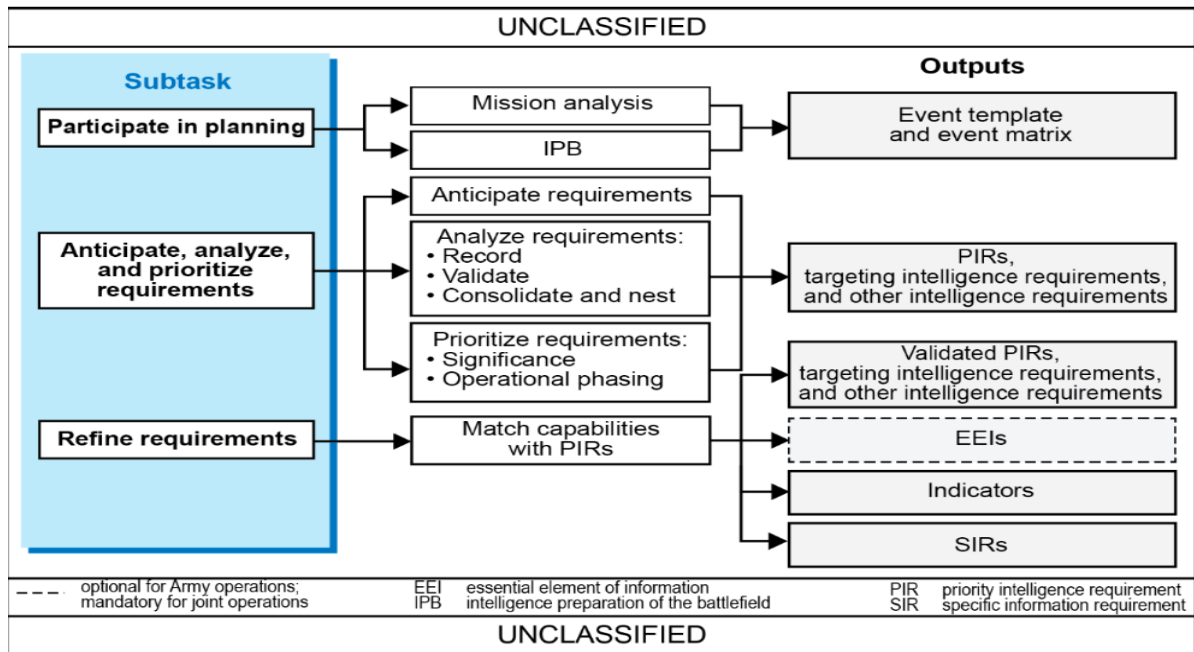 UNCLASSIFIED
Subtask
Outputs
Participate in planning
Mission analysis
IPB
Event template
and event matrix
Anticipate, analyze,
and prioritize
requirements
Anticipate requirements
Analyze requirements:
• Record
• Validate
• Consolidate and nest
Prioritize requirements:
• Significance
• Operational phasing
PIRs,
targeting intelligence requirements,
and other intelligence requirements
Refine requirements
Match capabilities
with PIRs
Validated PIRs,
targeting intelligence requirements,
and other intelligence requirements
EEIs
Indicators
SIRs
optional for Army operations;
mandatory for joint operations
EEI essential element of information
IPB intelligence preparation of the battlefield
PIR priority intelligence requirement
SIR specific information requirement
UNCLASSIFIED